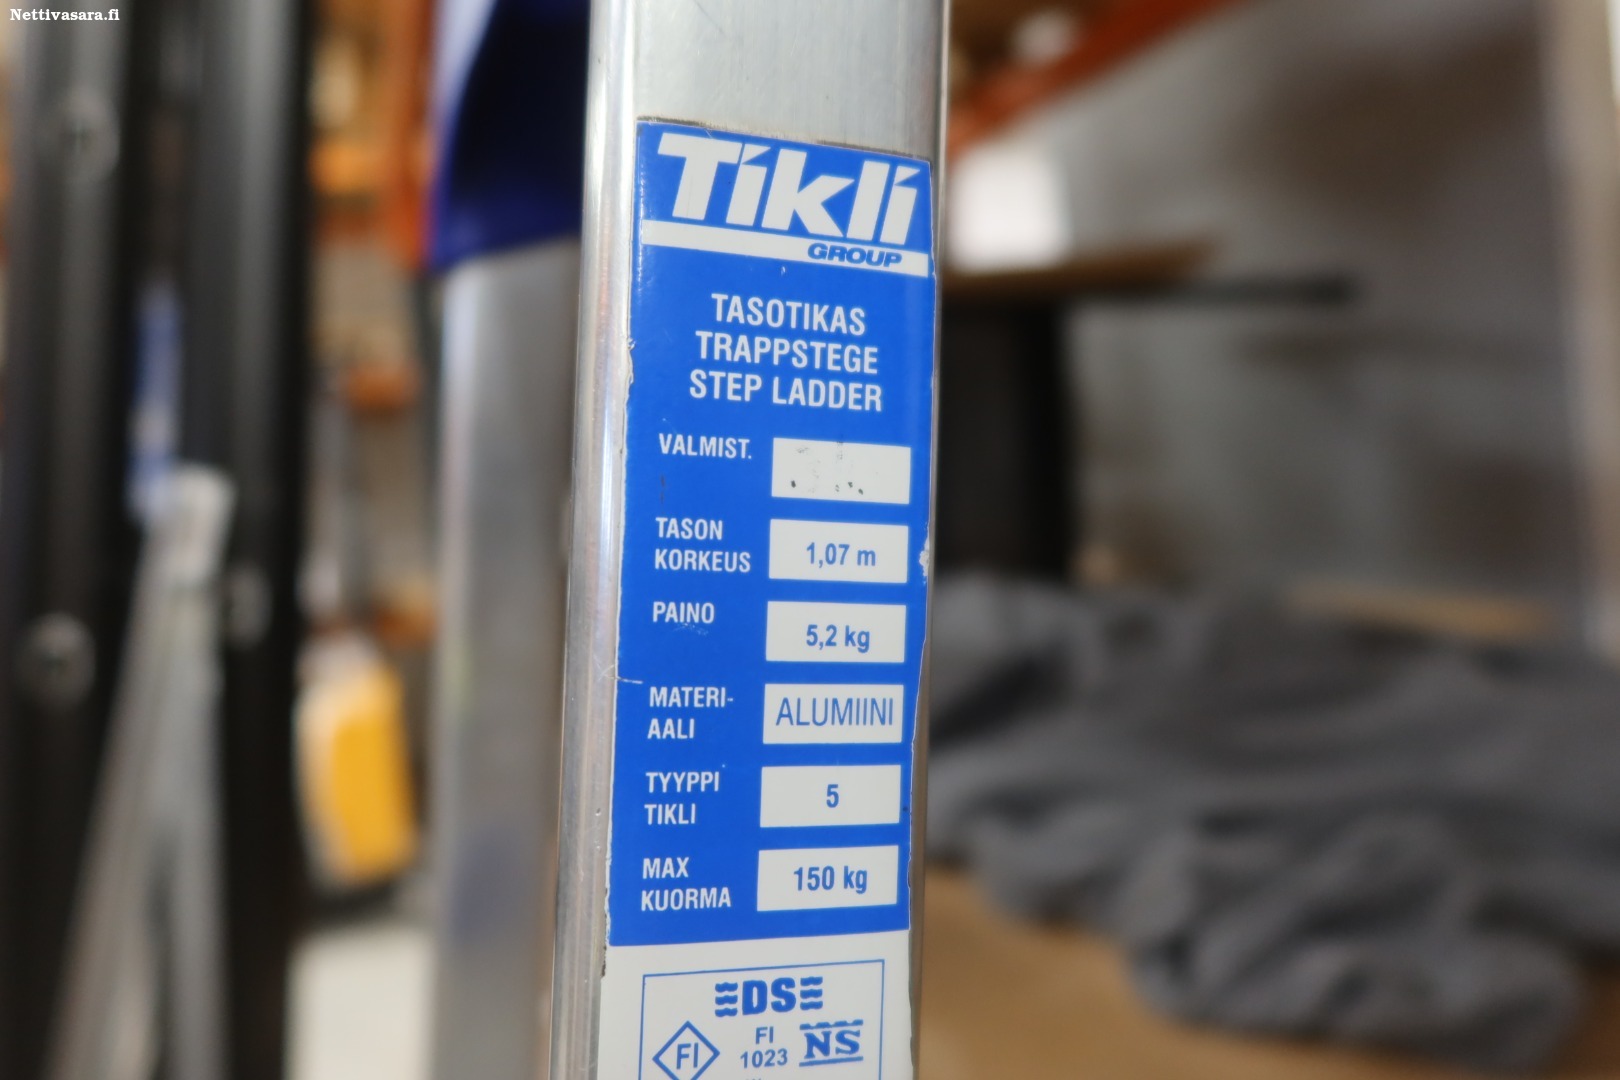 Nettivasara.fi
Tikli
GROUP
TASOTIKAS
TRAPPSTEGE
STEP LADDER
VALMIST.
TASON
KORKEUS
1,07 m
PAINO
5,2 kg
MATERI-
AALI
ALUMIINI
TYYPPI
TIKLI
5
MAX
KUORMA
150 kg
DS
FI
FI
1023
NS